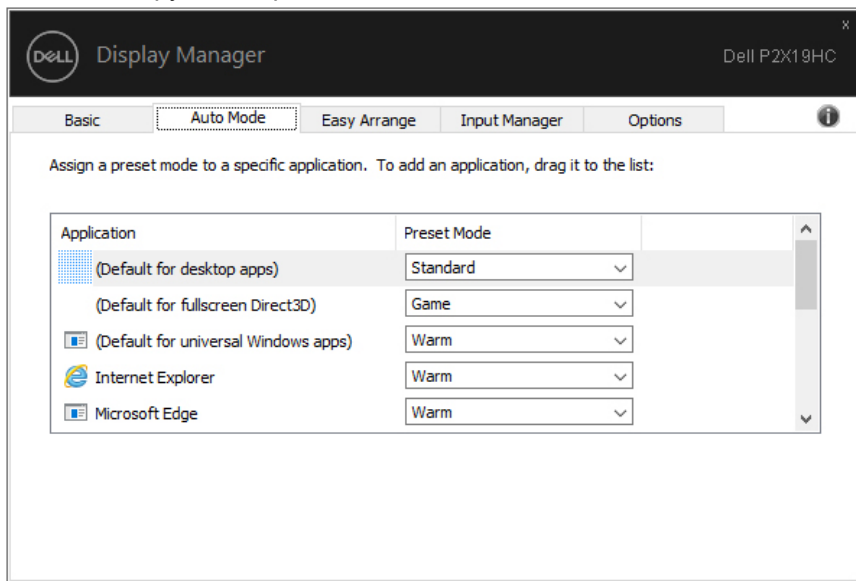 DELL Display Manager
x
Dell P2X19HC
Basic Auto Mode Easy Arrange Input Manager Options
Assign a preset mode to a specific application. To add an application, drag it to the list:
Application Preset Mode
(Default for desktop apps) Standard
(Default for fullscreen Direct3D) Game
(Default for universal Windows apps) Warm
Internet Explorer Warm
Microsoft Edge Warm